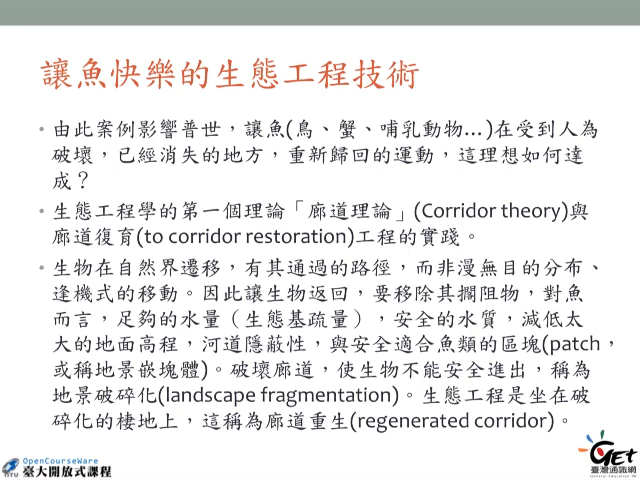 讓魚快樂的生態工程技術
• 由此案例影響普世，讓魚(鳥、蟹、哺乳動物…)在受到人為
破壞，已經消失的地方，重新歸回的運動，這理想如何達
成？
• 生態工程學的第一個理論「廊道理論」(Corridor theory)與
廊道復育(to corridor restoration)工程的實踐。
• 生物在自然界遷移，有其通過的路徑，而非漫無目的分布、
逢機式的移動。因此讓生物返回，要移除其攔阻物，對魚
而言，足夠的水量（生態基疏量），安全的水質，減低太
大的地面高程，河道隱蔽性，與安全適合魚類的區塊(patch，
或稱地景嵌塊體)。破壞廊道，使生物不能安全進出，稱為
地景破碎化(landscape fragmentation)。生態工程是坐在破
碎化的棲地上，這稱為廊道重生(regenerated corridor)。
OpenCourseWare
NTU 臺大開放式課程
GET
臺灣通識網